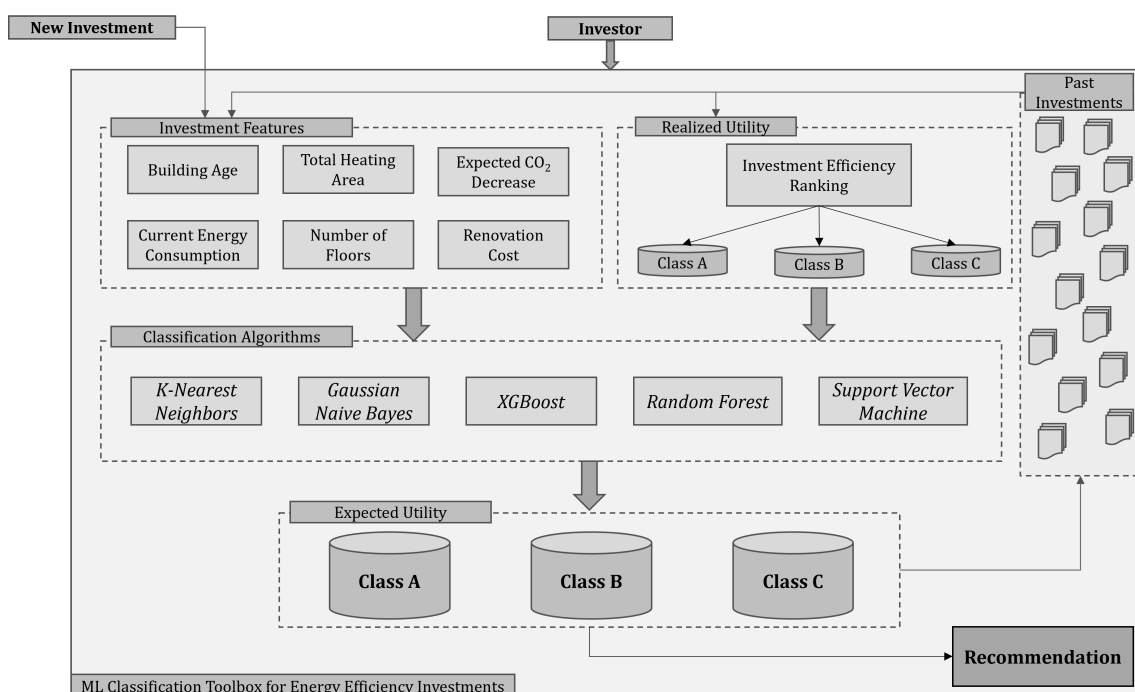 New Investment
Investor
Past
Investments
Investment Features
Realized Utility
Building Age
Total Heating
Area
Expected CO₂
Decrease
Investment Efficiency
Ranking
Current Energy
Consumption
Number of
Floors
Renovation
Cost
Class A
Class B
Class C
Classification Algorithms
K-Nearest
Neighbors
Gaussian
Naive Bayes
XGBoost
Random Forest
Support Vector
Machine
Expected Utility
Class A
Class B
Class C
Recommendation
ML Classification Toolbox for Energy Efficiency Investments